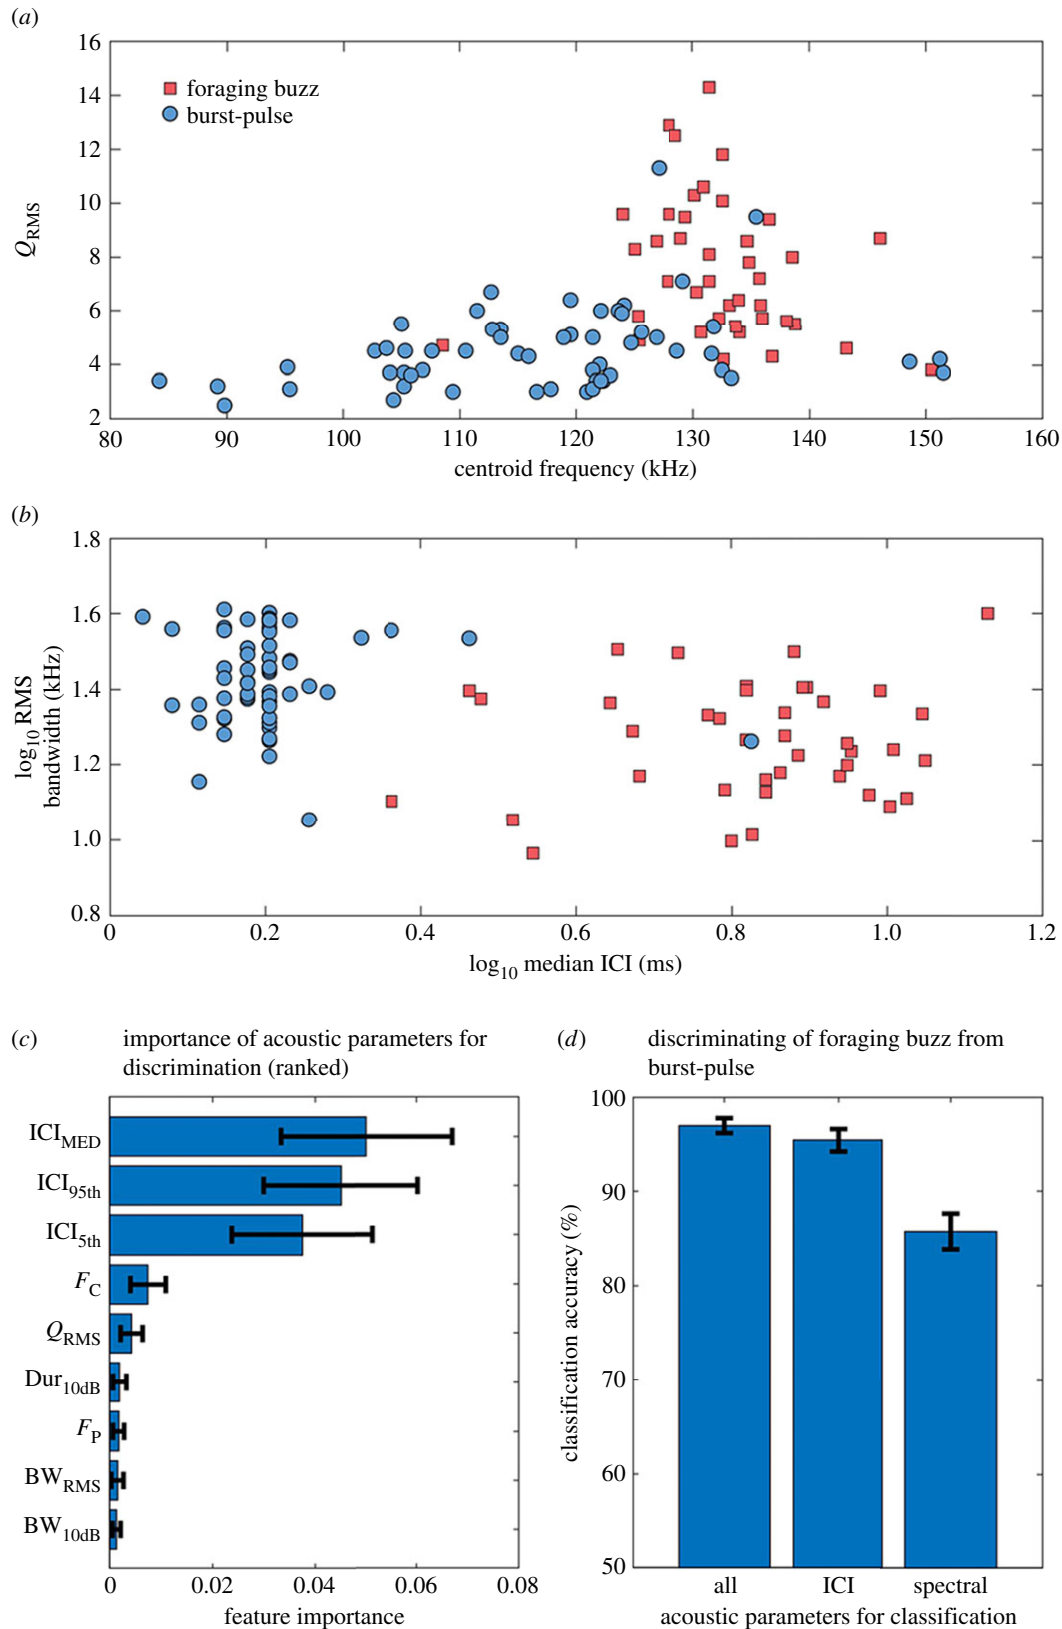 (a)
16
14
12
10
8
6
4
2
Q_RMS
foraging buzz
burst-pulse
80 90 100 110 120 130 140 150 160
centroid frequency (kHz)
(b)
1.8
1.6
1.4
1.2
1.0
0.8
log₁₀ RMS
bandwidth (kHz)
0 0.2 0.4 0.6 0.8 1.0 1.2
log₁₀ median ICI (ms)
(c) importance of acoustic parameters for
discrimination (ranked)
ICI_MED
ICI_95th
ICI_5th
F_C
Q_RMS
Dur_10dB
F_P
BW_RMS
BW_10dB
0 0.02 0.04 0.06 0.08
feature importance
(d) discriminating of foraging buzz from
burst-pulse
100
90
80
70
60
50
classification accuracy (%)
all ICI spectral
acoustic parameters for classification